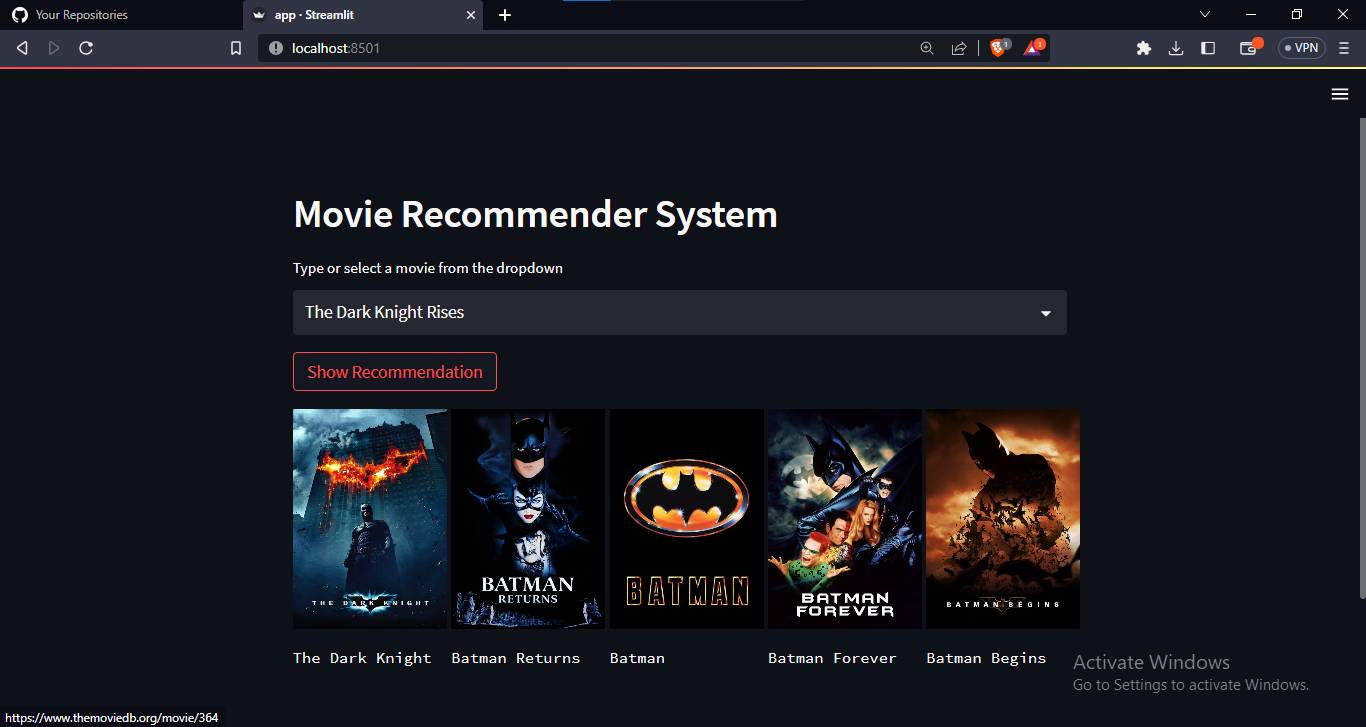 Your Repositories
app · Streamlit
localhost:8501
1
1
VPN
Movie Recommender System
Type or select a movie from the dropdown
The Dark Knight Rises
Show Recommendation
THE DARK KNIGHT
BATMAN
RETURNS
BATMAN
BATMAN
FOREVER
BATMAN BEGINS
The Dark Knight
Batman Returns
Batman
Batman Forever
Batman Begins
Activate Windows
Go to Settings to activate Windows.
https://www.themoviedb.org/movie/364